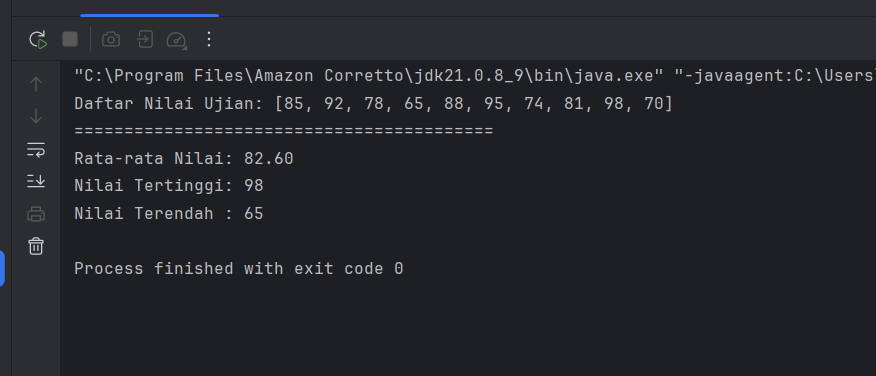 "C:\Program Files\Amazon Corretto\jdk21.0.8_9\bin\java.exe" "-javaagent:C:\Users\
Daftar Nilai Ujian: [85, 92, 78, 65, 88, 95, 74, 81, 98, 70]
==========================================
Rata-rata Nilai: 82.60
Nilai Tertinggi: 98
Nilai Terendah : 65
Process finished with exit code 0